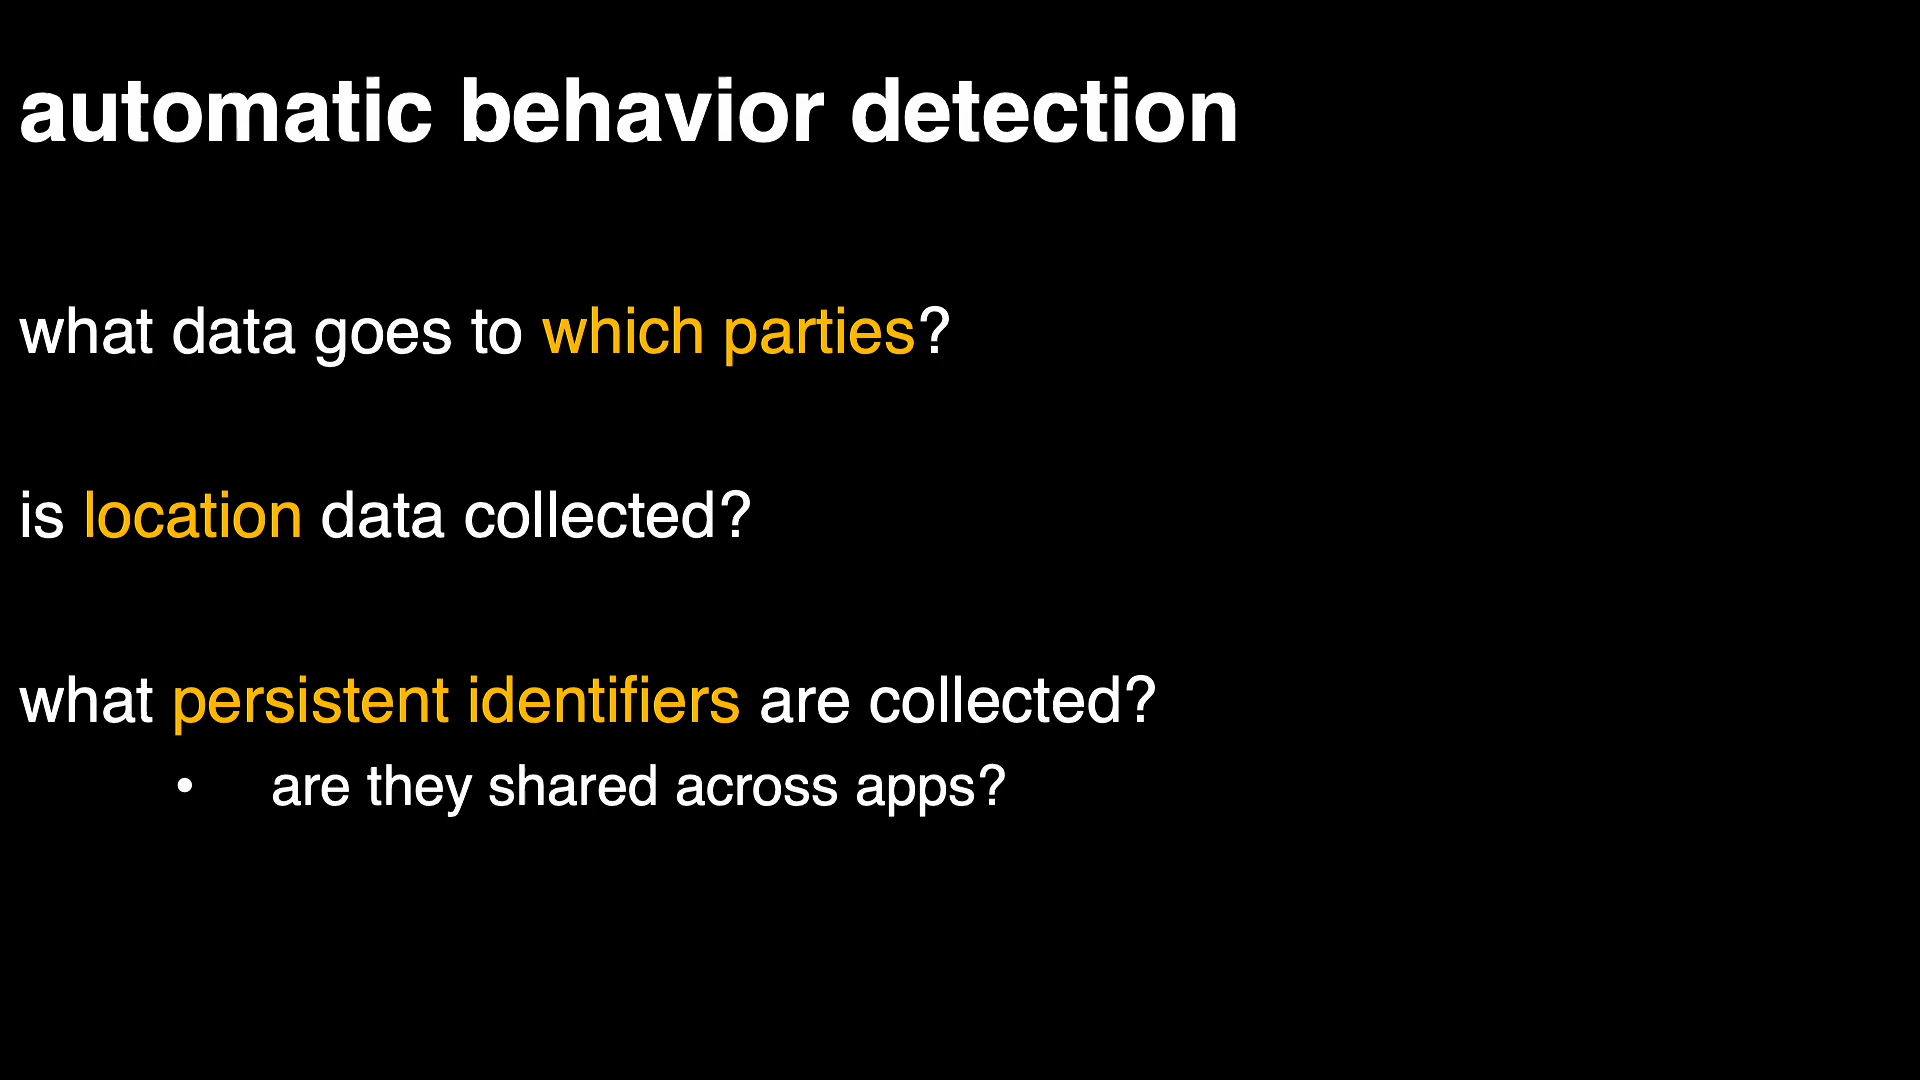 automatic behavior detection
what data goes to which parties?
is location data collected?
what persistent identifiers are collected?
• are they shared across apps?